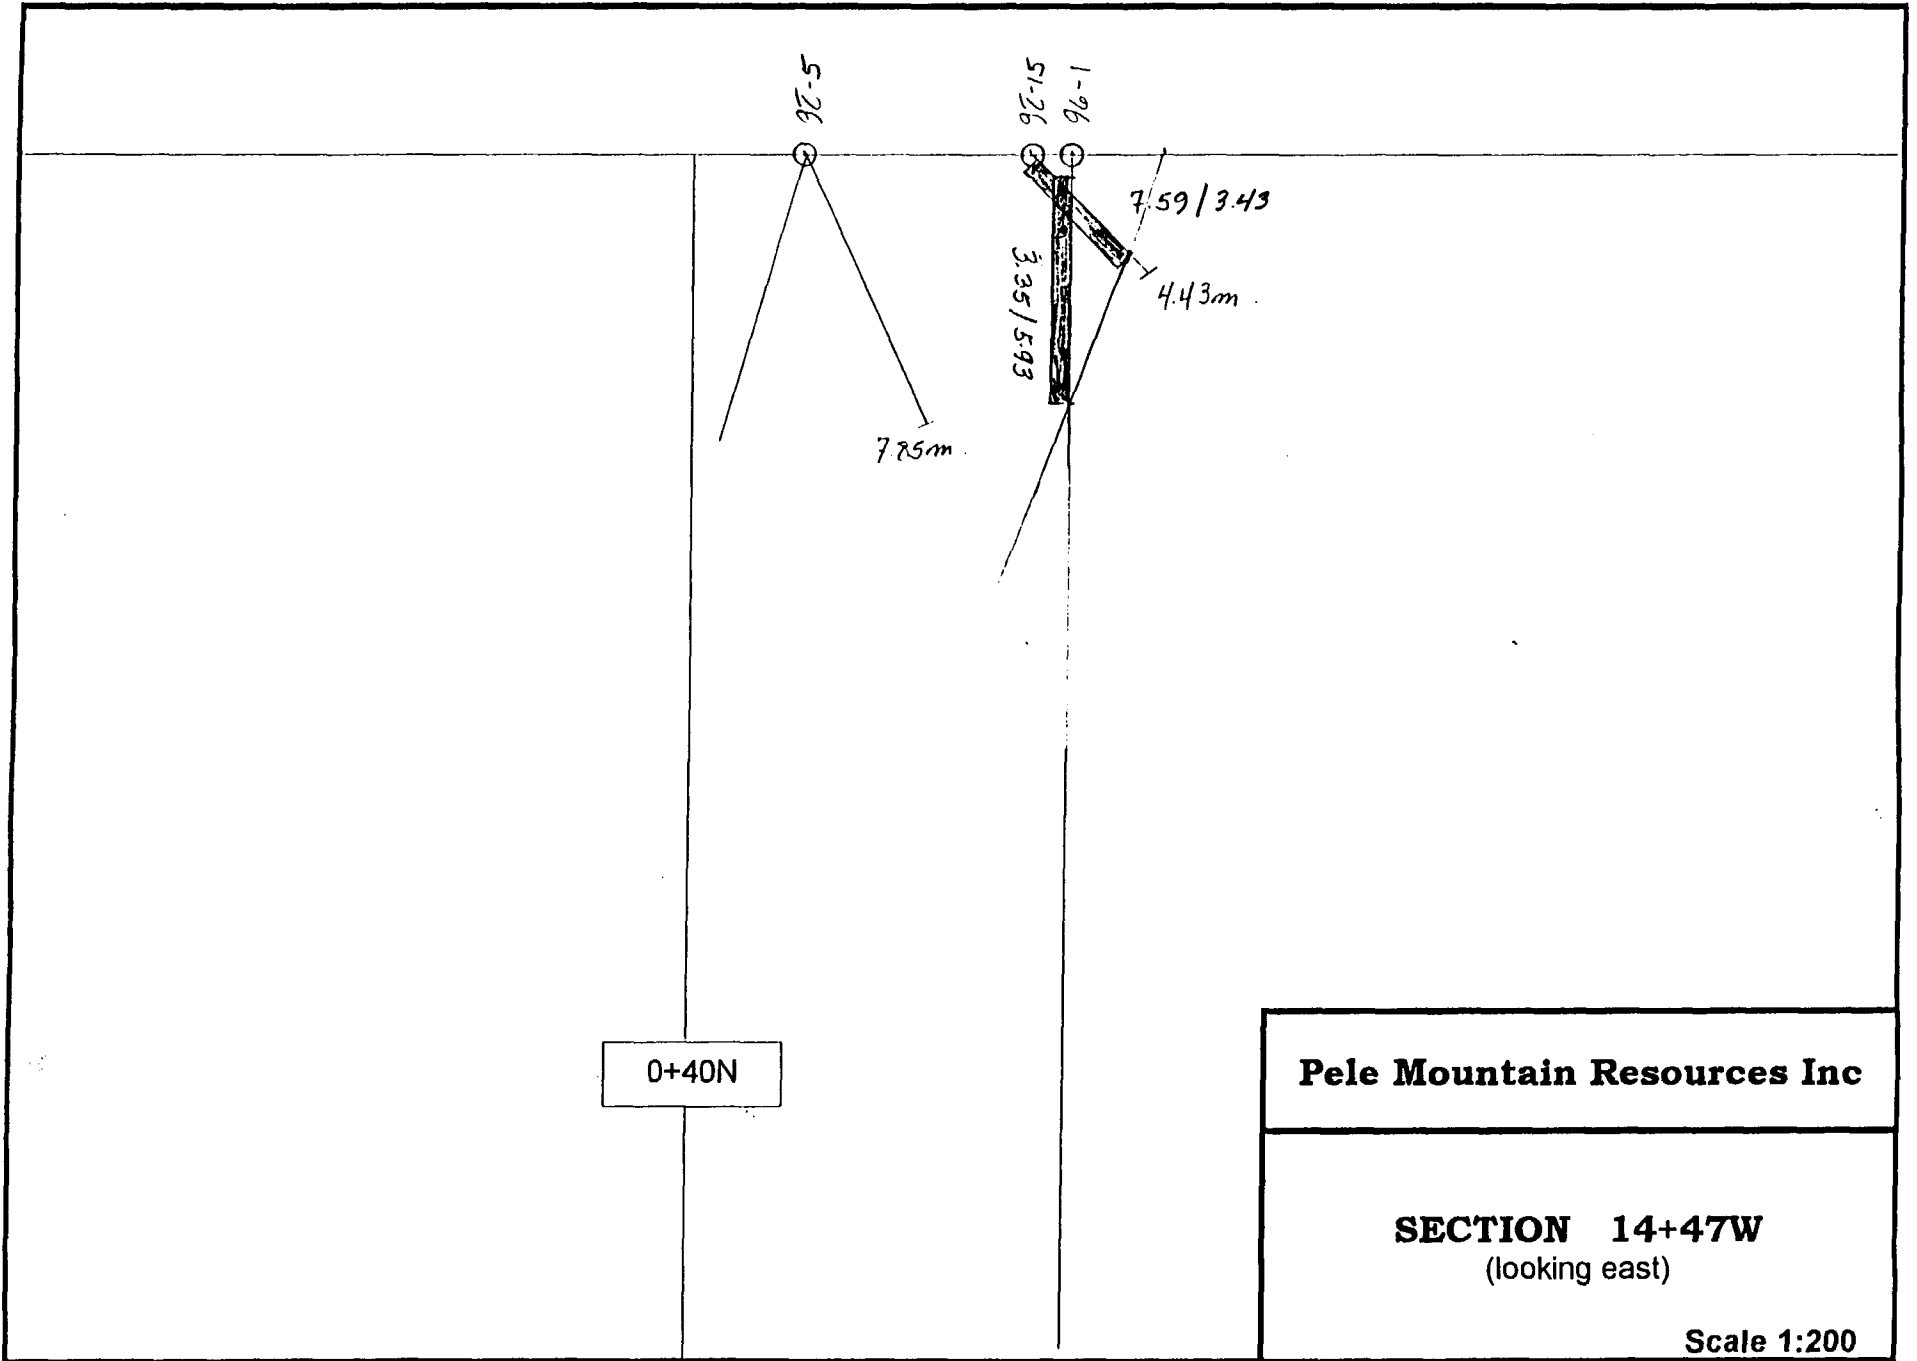 92-5
92-15
96-1
7.59/3.43
3.35/5.93
4.43m
7.85m
0+40N
Pele Mountain Resources Inc
SECTION 14+47W
(looking east)
Scale 1:200